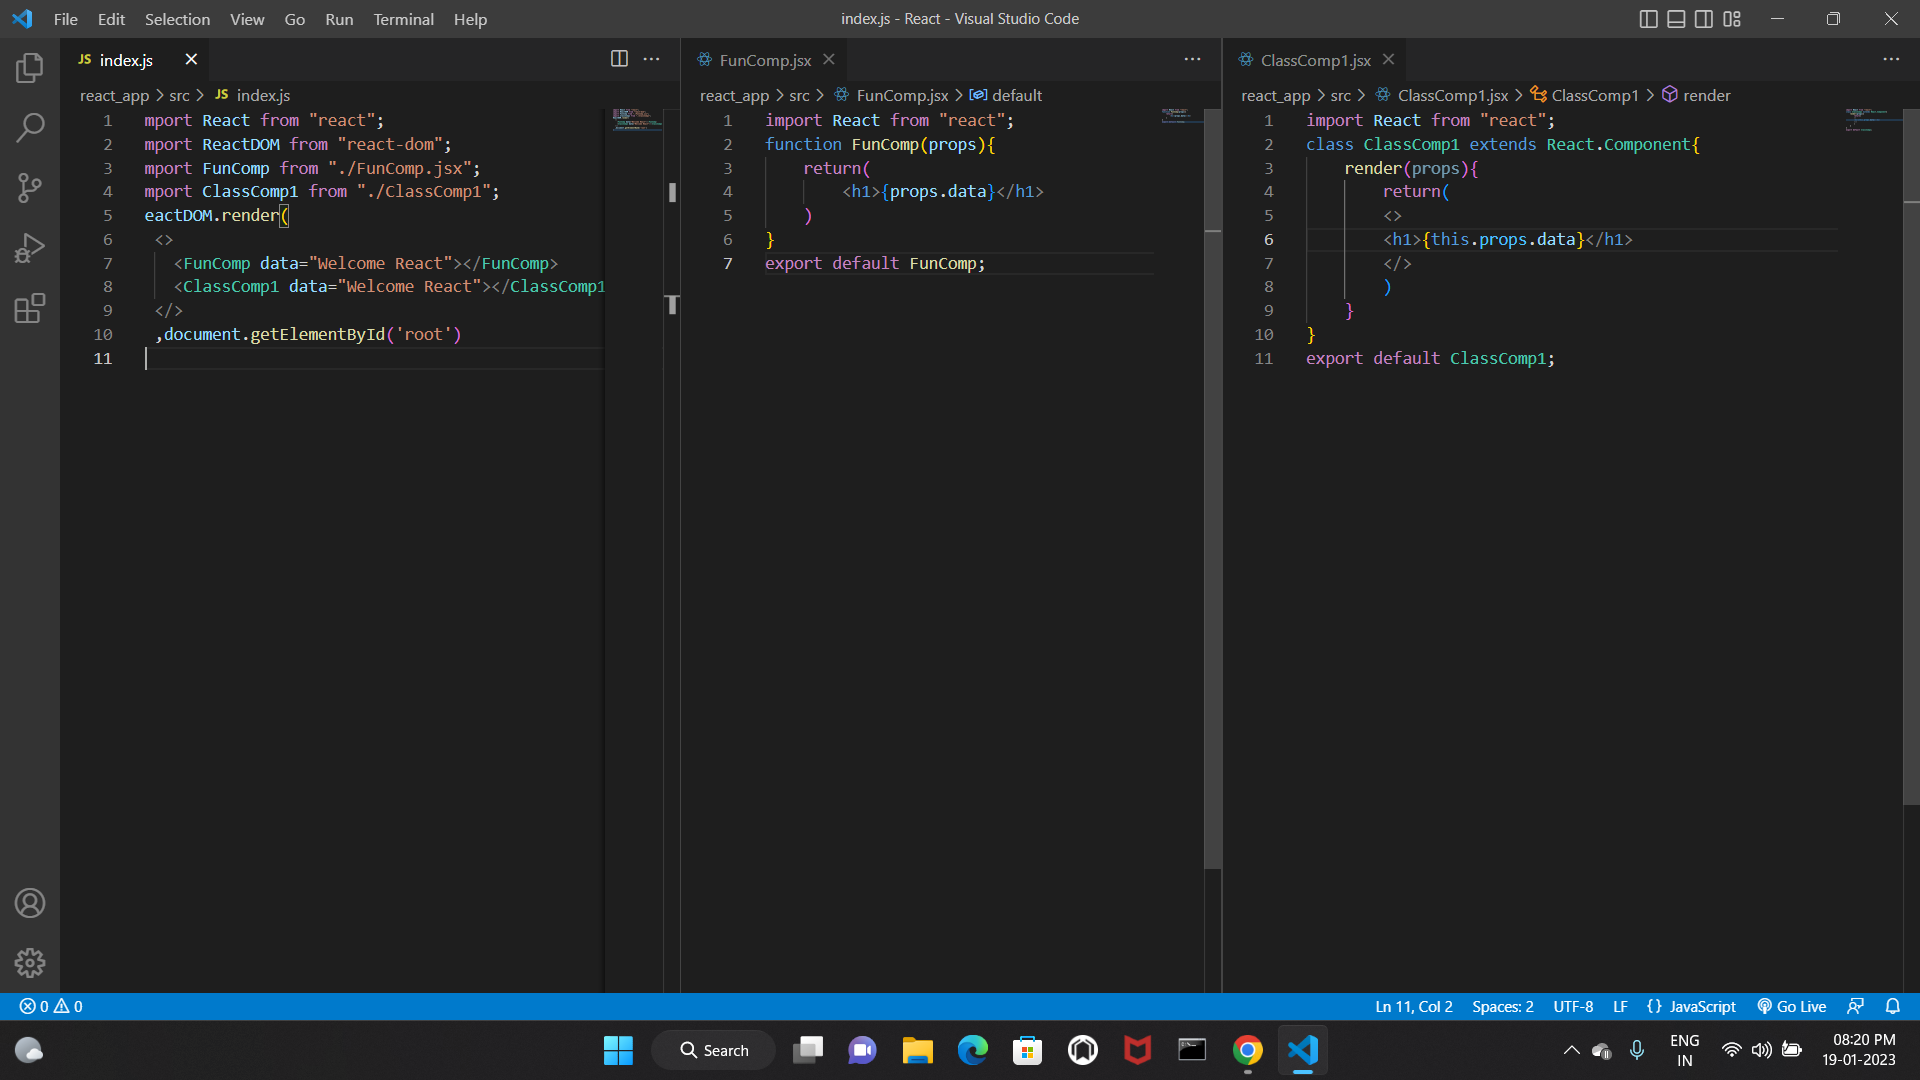 File Edit Selection View Go Run Terminal Help
index.js - React - Visual Studio Code
JS index.js
react_app > src > JS index.js
1 mport React from "react";
2 mport ReactDOM from "react-dom";
3 mport FunComp from "./FunComp.jsx";
4 mport ClassComp1 from "./ClassComp1";
5 eactDOM.render(
6 <>
7 <FunComp data="Welcome React"></FunComp>
8 <ClassComp1 data="Welcome React"></ClassComp1
9 </>
10 ,document.getElementById('root')
11
FunComp.jsx
react_app > src > FunComp.jsx > default
1 import React from "react";
2 function FunComp(props){
3 return(
4 <h1>{props.data}</h1>
5 )
6 }
7 export default FunComp;
ClassComp1.jsx
react_app > src > ClassComp1.jsx > ClassComp1 > render
1 import React from "react";
2 class ClassComp1 extends React.Component{
3 render(props){
4 return(
5 <>
6 <h1>{this.props.data}</h1>
7 </>
8 )
9 }
10 }
11 export default ClassComp1;
0 0
Ln 11, Col 2 Spaces: 2 UTF-8 LF {} JavaScript Go Live
Search
ENG
IN
08:20 PM
19-01-2023